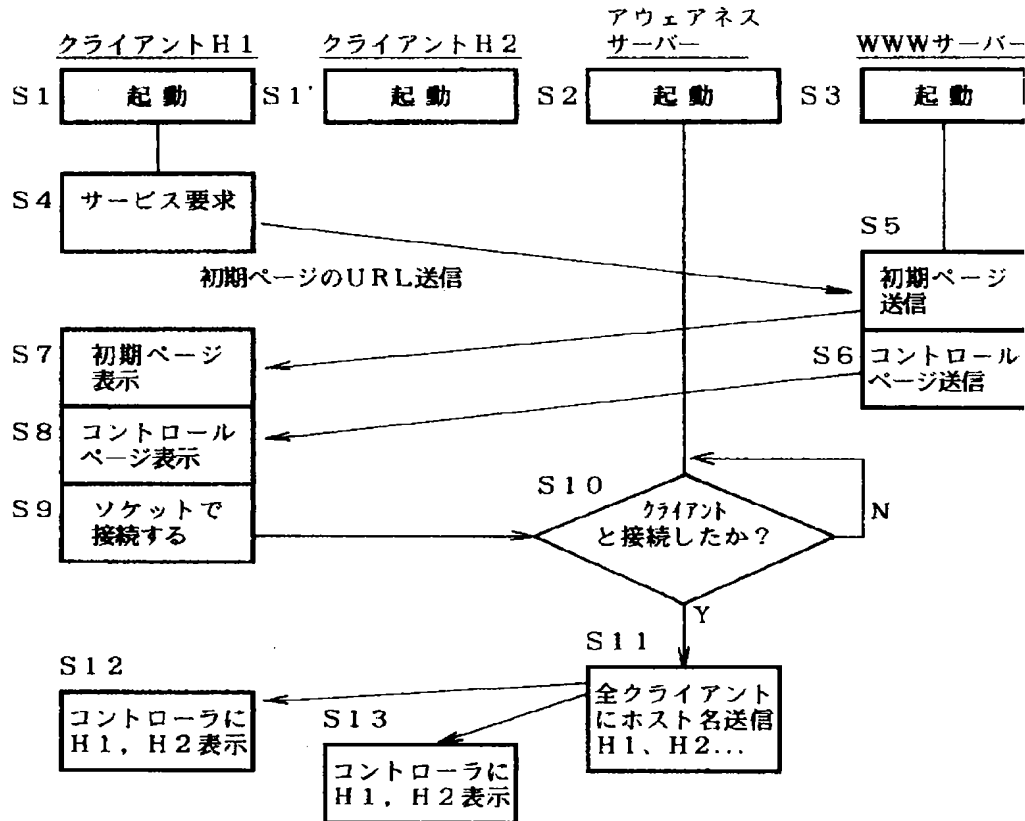 クライアントH1
クライアントH2
アウェアネス
サーバー
WWWサーバー
S1
起動
S1'
起動
S2
起動
S3
起動
S4
サービス要求
S5
初期ページのURL送信
初期ページ
送信
S7
初期ページ
表示
S6
コントロール
ページ送信
S8
コントロール
ページ表示
S9
ソケットで
接続する
S10
クライアント
と接続したか?
N
Y
S11
全クライアント
にホスト名送信
H1、H2...
S12
コントローラに
H1,H2表示
S13
コントローラに
H1,H2表示